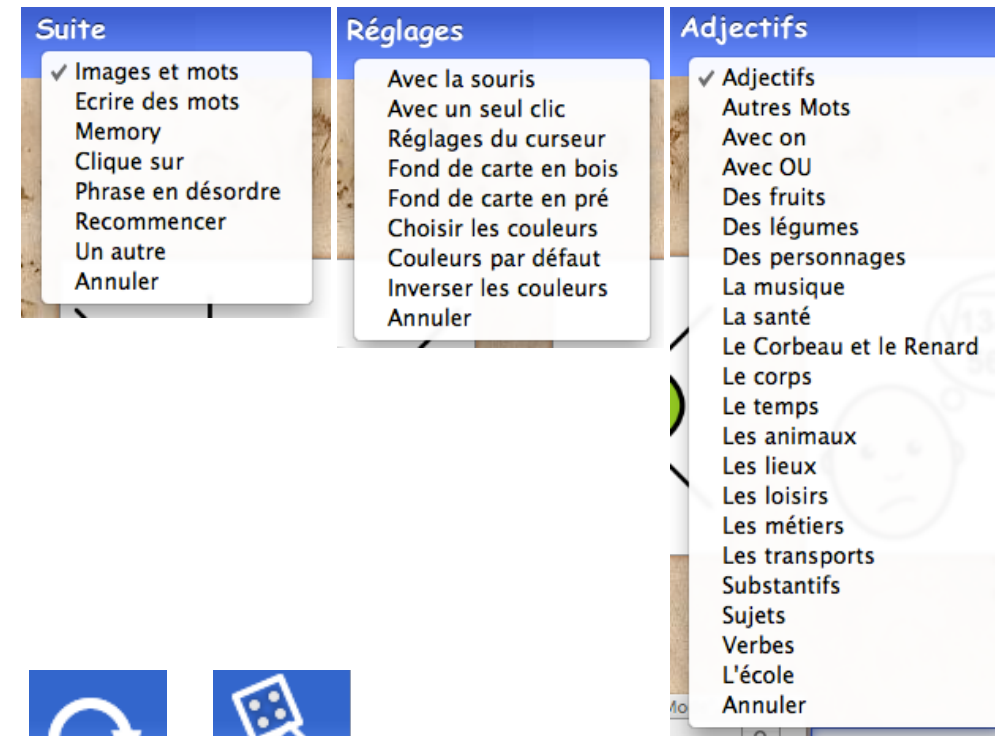 Suite
✓ Images et mots
Ecrire des mots
Memory
Clique sur
Phrase en désordre
Recommencer
Un autre
Annuler
Réglages
Avec la souris
Avec un seul clic
Réglages du curseur
Fond de carte en bois
Fond de carte en pré
Choisir les couleurs
Couleurs par défaut
Inverser les couleurs
Annuler
Adjectifs
✓ Adjectifs
Autres Mots
Avec on
Avec OU
Des fruits
Des légumes
Des personnages
La musique
La santé
Le Corbeau et le Renard
Le corps
Le temps
Les animaux
Les lieux
Les loisirs
Les métiers
Les transports
Substantifs
Sujets
Verbes
L'école
Annuler